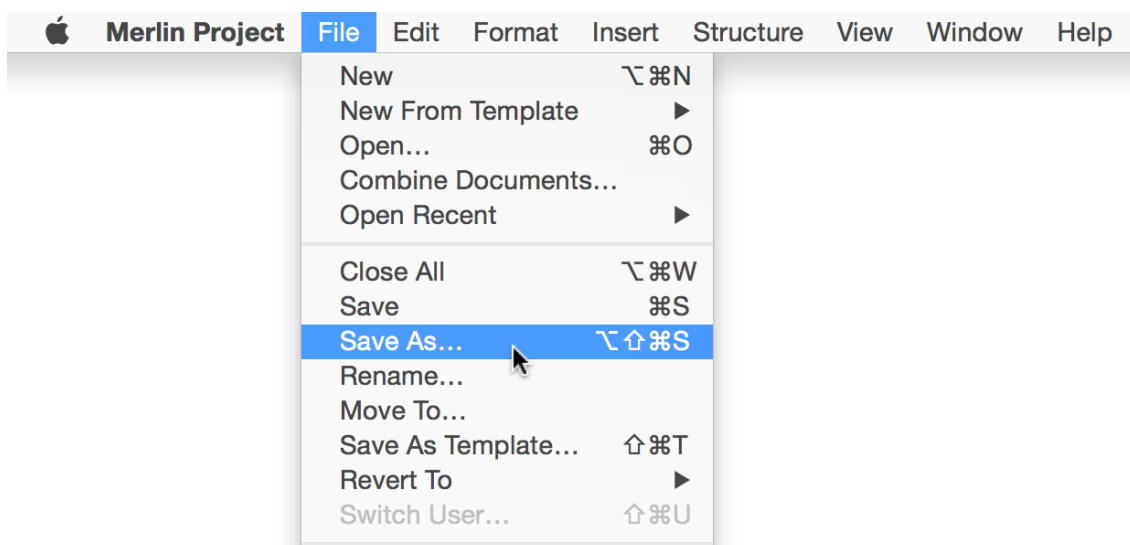 Merlin Project File Edit Format Insert Structure View Window Help
New ⌥⌘N
New From Template ▶
Open… ⌘O
Combine Documents…
Open Recent ▶
Close All ⌥⌘W
Save ⌘S
Save As… ⌥⇧⌘S
Rename…
Move To…
Save As Template… ⇧⌘T
Revert To ▶
Switch User… ⇧⌘U